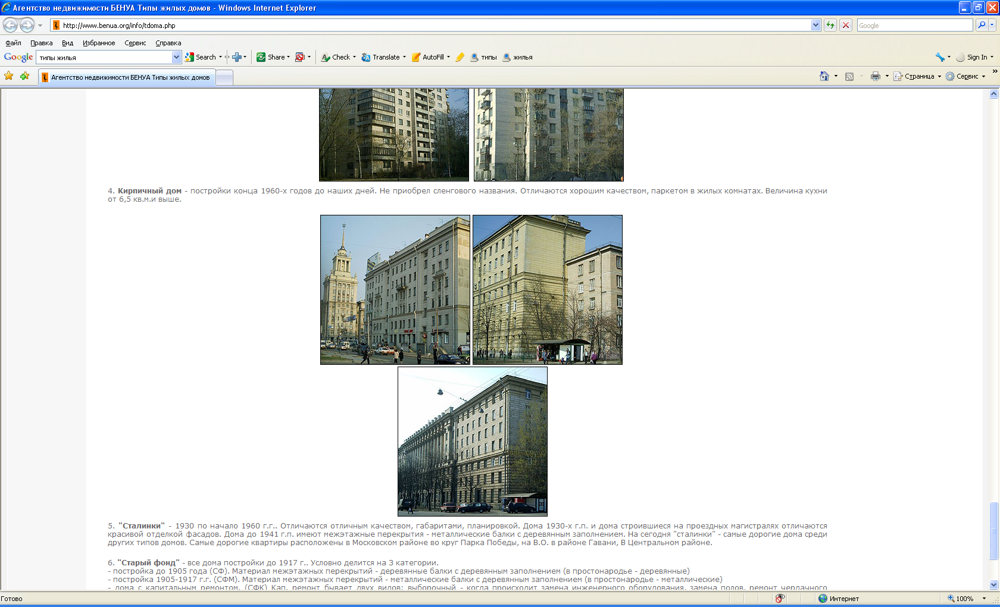 Агентство недвижимости БЕНУА Типы жилых домов - Windows Internet Explorer
http://www.benua.org/info/tdoma.php
Google
Файл Правка Вид Избранное Сервис Справка
Google типы жилья Search Share Check Translate AutoFill типы жилья Sign In
Агентство недвижимости БЕНУА Типы жилых домов
Страница Сервис
4. Кирпичный дом - постройки конца 1960-х годов до наших дней. Не приобрел сленгового названия. Отличаются хорошим качеством, паркетом в жилых комнатах. Величина кухни
от 6,5 кв.м.и выше.
5. "Сталинки" - 1930 по начало 1960 г.г.. Отличаются отличным качеством, габаритами, планировкой. Дома 1930-х г.п. и дома строившиеся на проездных магистралях отличаются
красивой отделкой фасадов. Дома до 1941 г.п. имеют межэтажные перекрытия - металлические балки с деревянным заполнением. На сегодня "сталинки" - самые дорогие дома среди
других типов домов. Самые дорогие квартиры расположены в Московском районе во круг Парка Победы, на В.О. в районе Гавани, В Центральном районе.
6. "Старый фонд" - все дома постройки до 1917 г.. Условно делится на 3 категории.
- постройка до 1905 года (СФ). Материал межэтажных перекрытий - деревянные балки с деревянным заполнением (в простонародье - деревянные)
- постройка 1905-1917 г.г. (СФМ). Материал межэтажных перекрытий - металлические балки с деревянным заполнением (в простонародье - металлические)
- дома с капитальным ремонтом. (СФК) Кап. ремонт бывает двух видов: выборочный - когда происходит замена инженерного оборудования, замена полов, ремонт чердачного
Готово
Интернет
100%